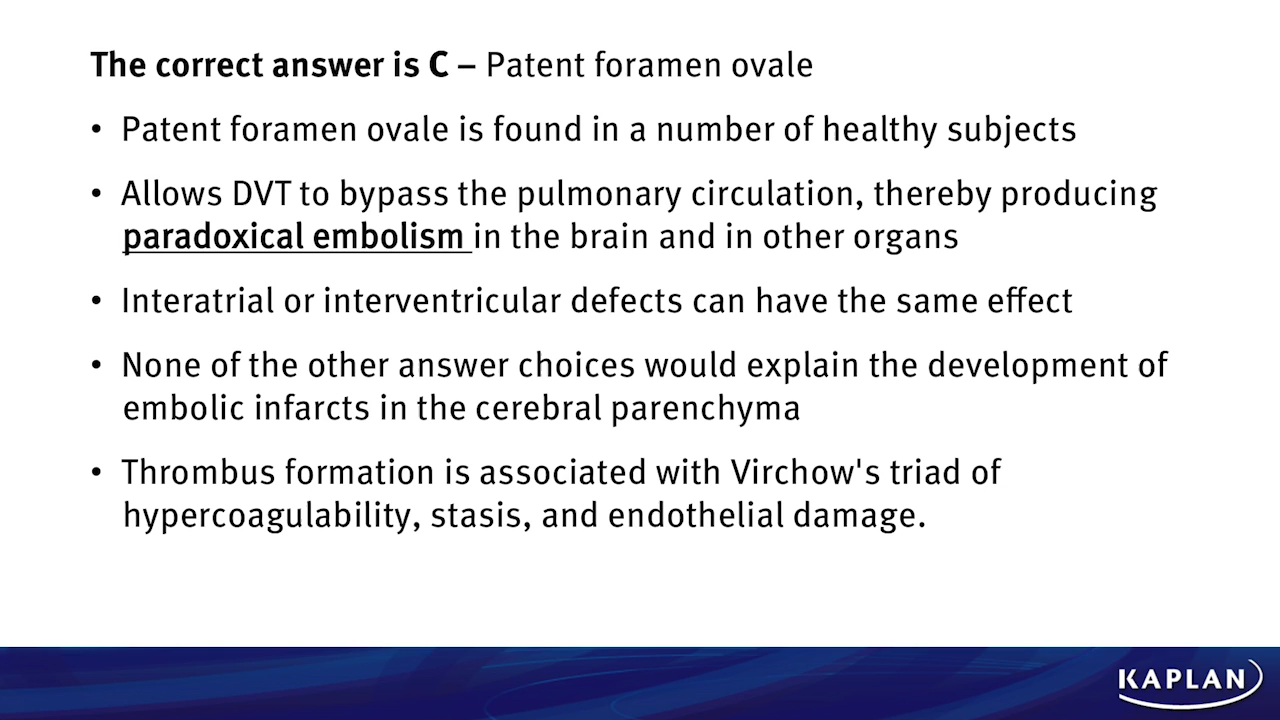 The correct answer is C – Patent foramen ovale
• Patent foramen ovale is found in a number of healthy subjects
• Allows DVT to bypass the pulmonary circulation, thereby producing
paradoxical embolism in the brain and in other organs
• Interatrial or interventricular defects can have the same effect
• None of the other answer choices would explain the development of
embolic infarcts in the cerebral parenchyma
• Thrombus formation is associated with Virchow's triad of
hypercoagulability, stasis, and endothelial damage.
KAPLAN